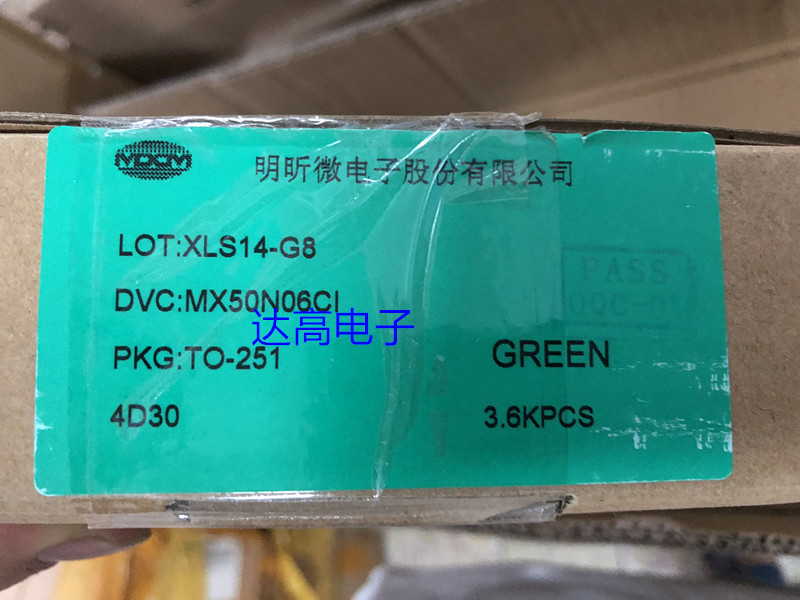 MXXM
明昕微电子股份有限公司
LOT:XLS14-G8
PASS
DVC:MX50N06CI
达高电子
PKG:TO-251
GREEN
4D30
3.6KPCS